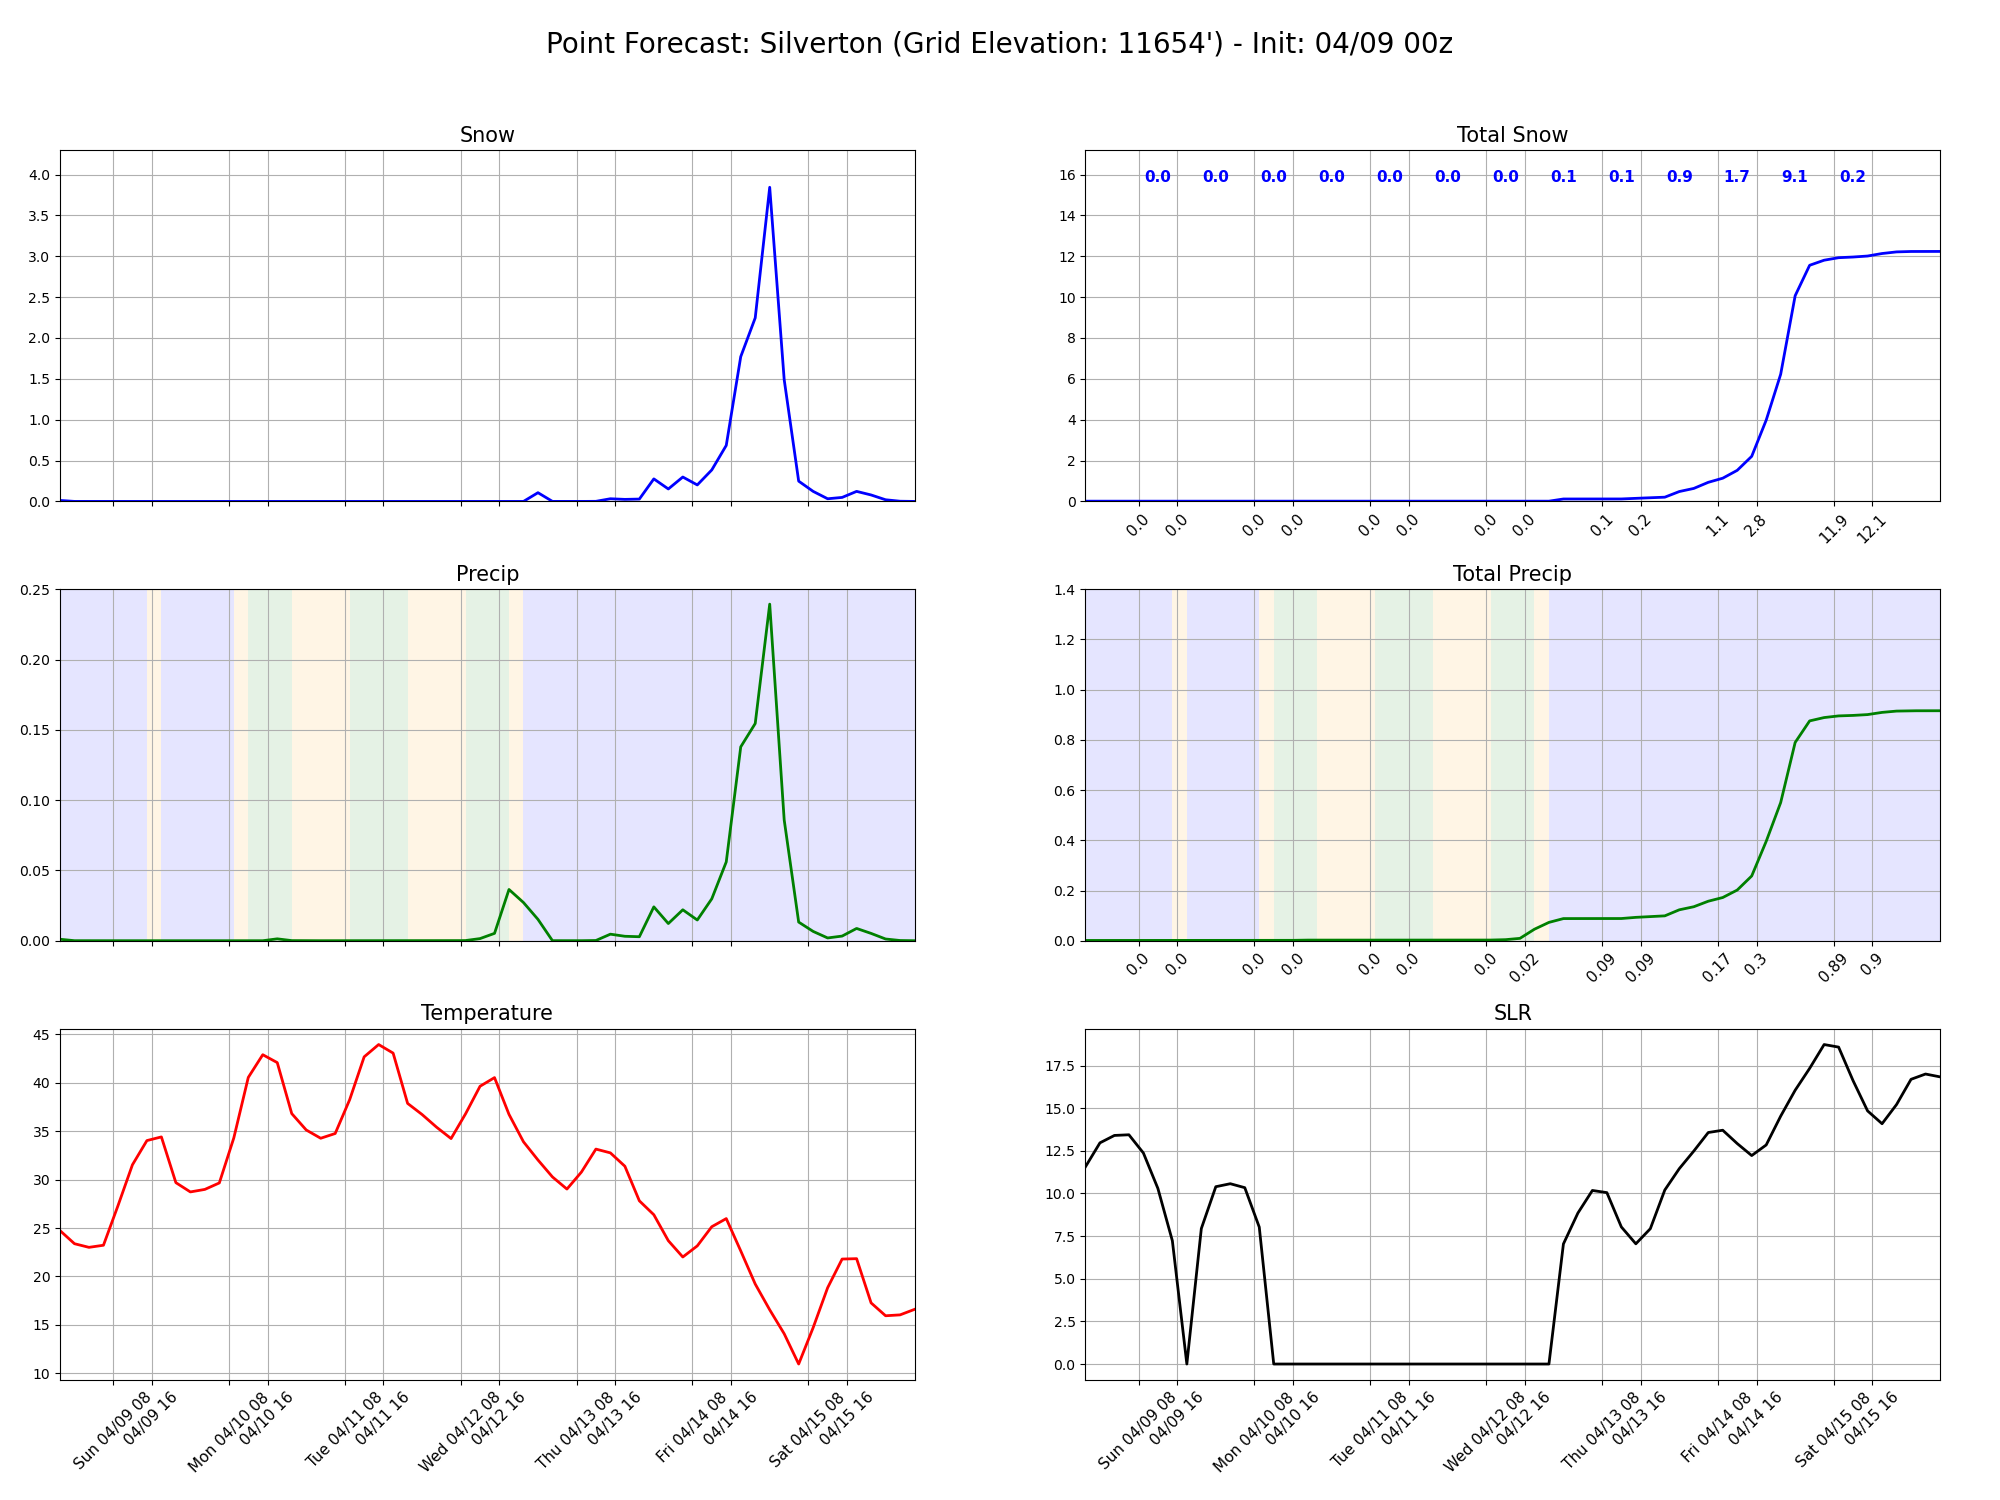 Point Forecast: Silverton (Grid Elevation: 11654') - Init: 04/09 00z
Snow
4.0
3.5
3.0
2.5
2.0
1.5
1.0
0.5
0.0
Total Snow
0.0 0.0 0.0 0.0 0.0 0.0 0.0 0.1 0.1 0.9 1.7 9.1 0.2
16
14
12
10
8
6
4
2
0
0.0 0.0 0.0 0.0 0.0 0.0 0.0 0.0 0.1 0.2 1.1 2.8 11.9 12.1
Precip
0.25
0.20
0.15
0.10
0.05
0.00
Total Precip
1.4
1.2
1.0
0.8
0.6
0.4
0.2
0.0
0.0 0.0 0.0 0.0 0.0 0.0 0.0 0.02 0.09 0.09 0.17 0.3 0.89 0.9
Temperature
45
40
35
30
25
20
15
10
Sun 04/09 08
04/09 16
Mon 04/10 08
04/10 16
Tue 04/11 08
04/11 16
Wed 04/12 08
04/12 16
Thu 04/13 08
04/13 16
Fri 04/14 08
04/14 16
Sat 04/15 08
04/15 16
SLR
17.5
15.0
12.5
10.0
7.5
5.0
2.5
0.0
Sun 04/09 08
04/09 16
Mon 04/10 08
04/10 16
Tue 04/11 08
04/11 16
Wed 04/12 08
04/12 16
Thu 04/13 08
04/13 16
Fri 04/14 08
04/14 16
Sat 04/15 08
04/15 16